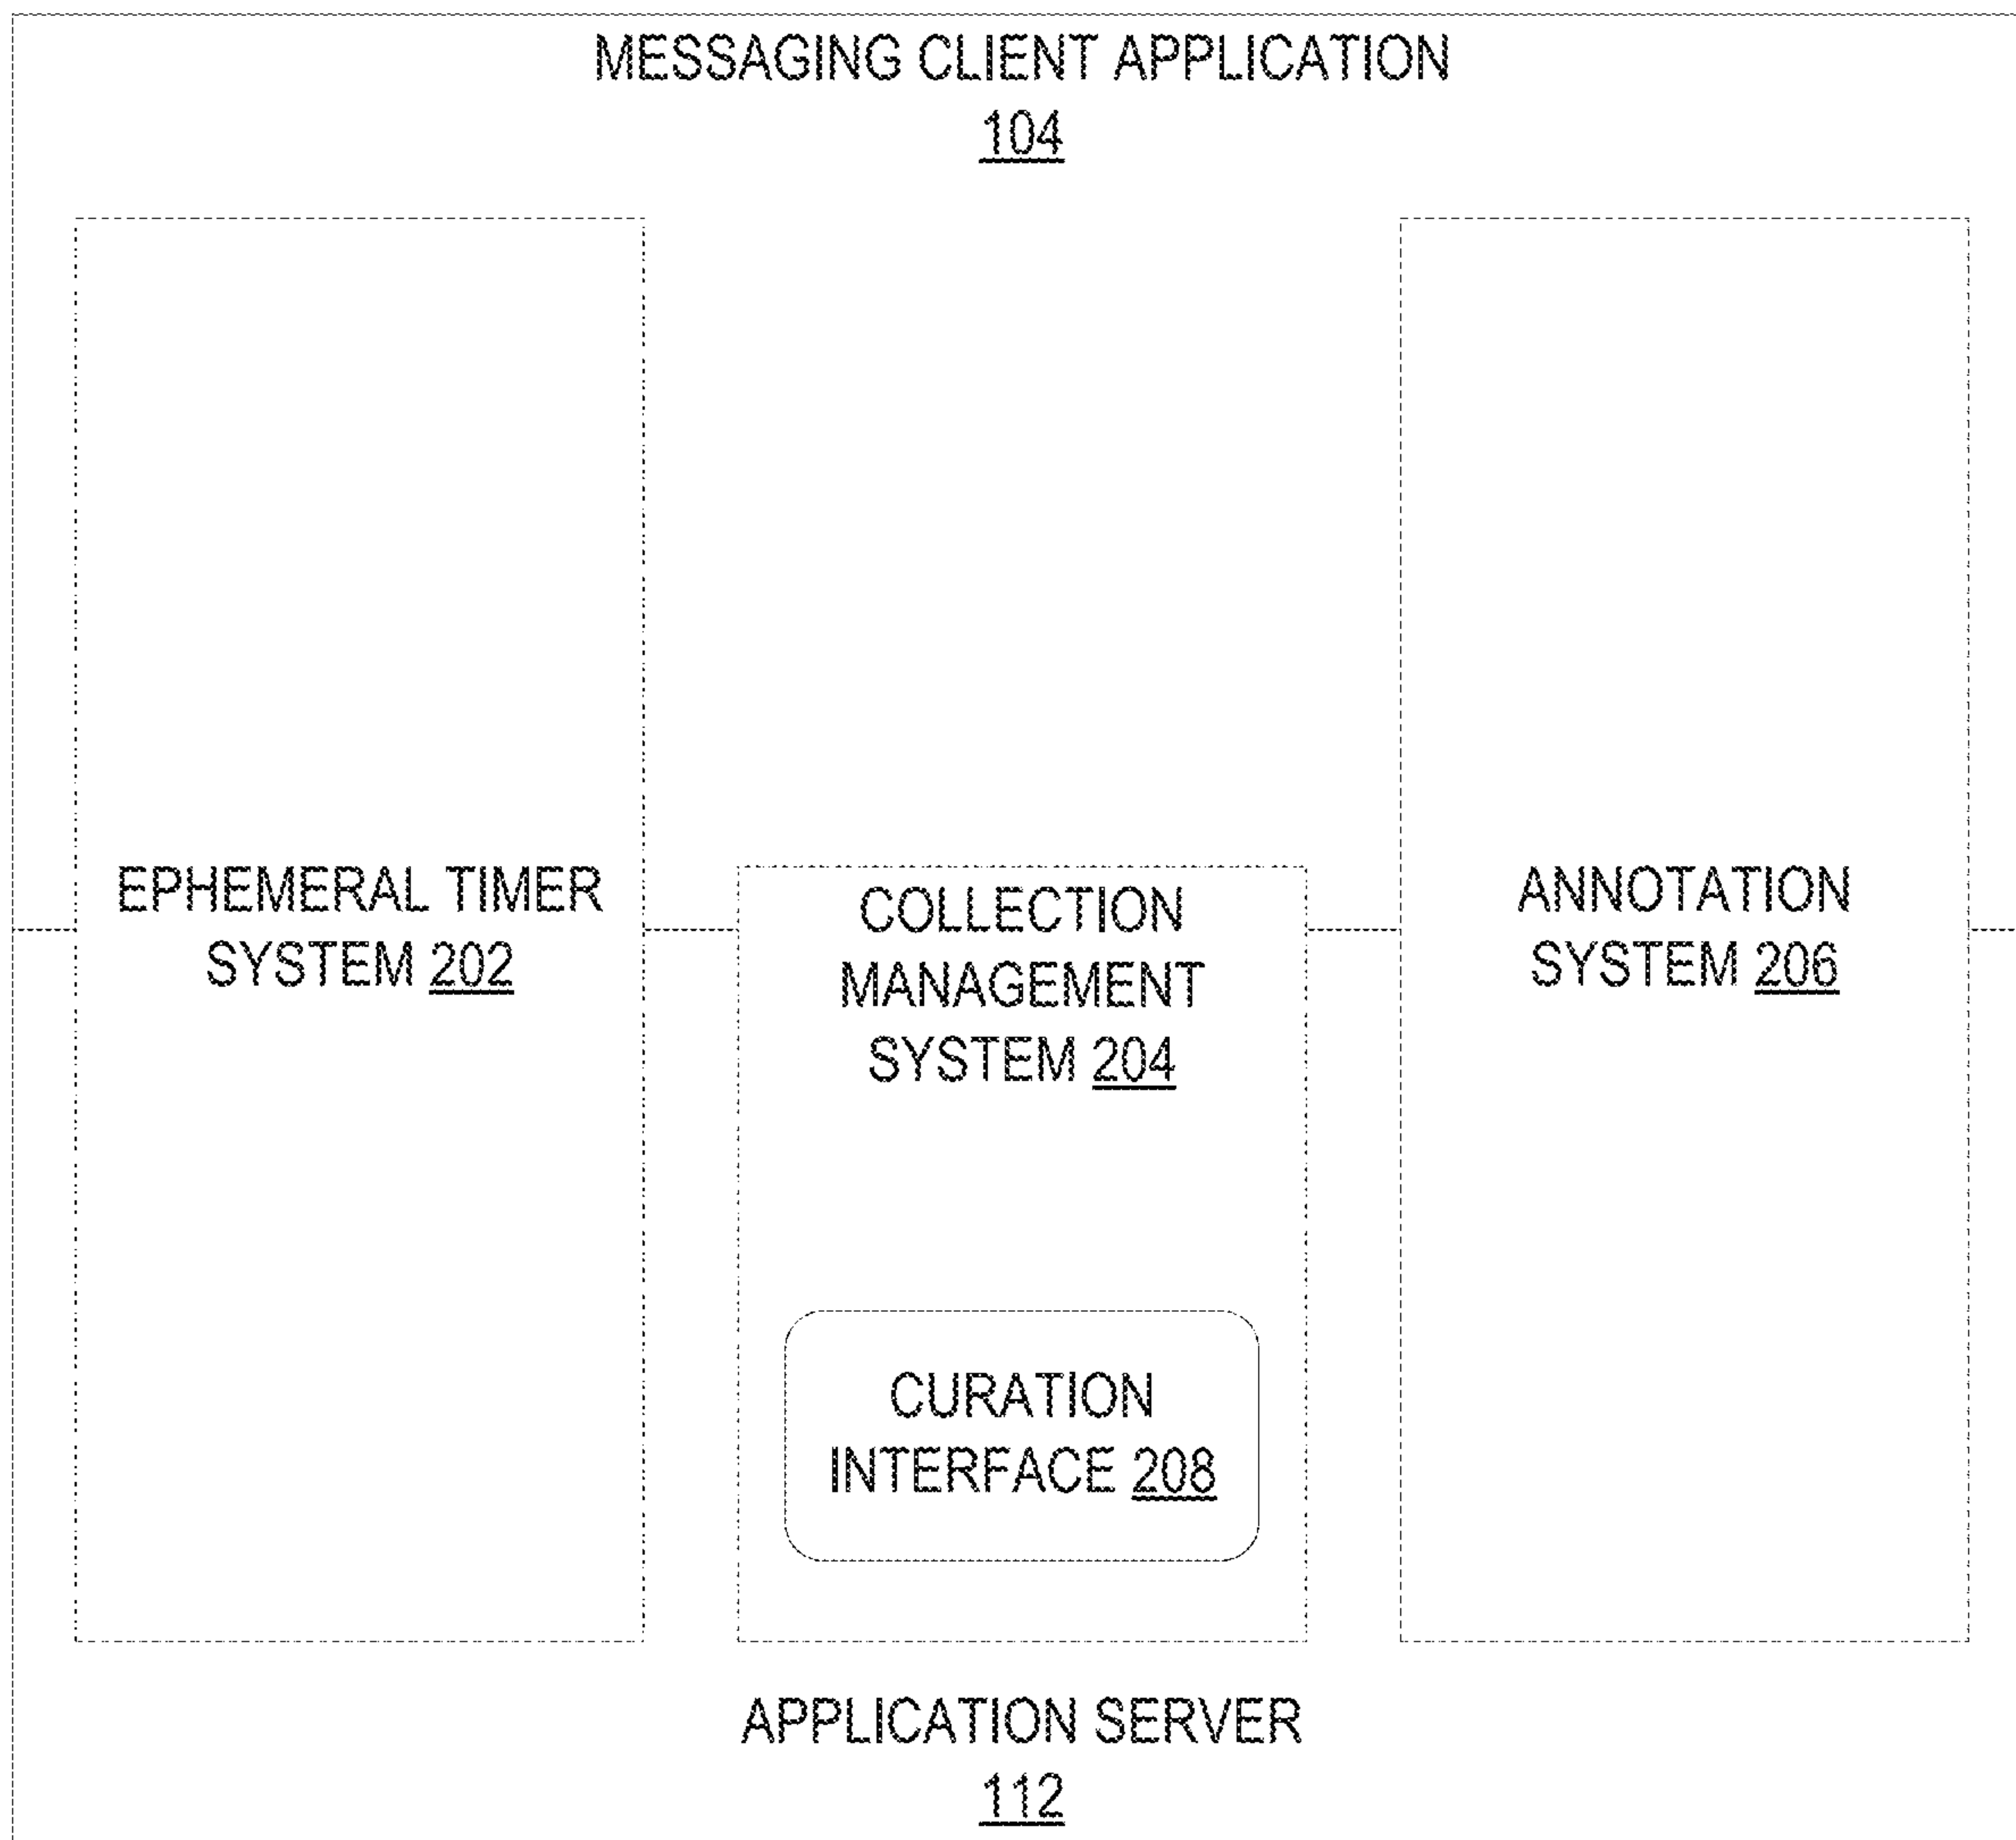 MESSAGING CLIENT APPLICATION
104
EPHEMERAL TIMER
SYSTEM 202
COLLECTION
MANAGEMENT
SYSTEM 204
ANNOTATION
SYSTEM 206
CURATION
INTERFACE 208
APPLICATION SERVER
112